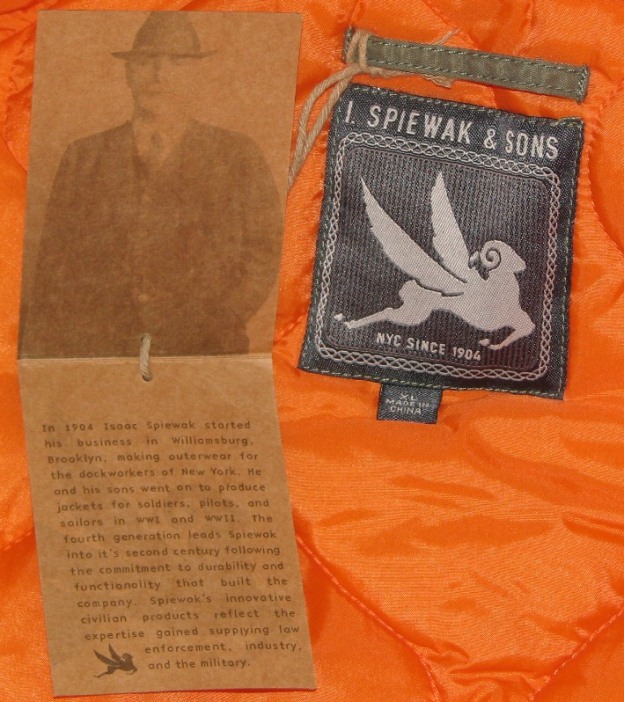 I. SPIEWAK & SONS
NYC SINCE 1904
XL
MADE IN
CHINA
In 1904 Isaac Spiewak started
his business in Williamsburg,
Brooklyn, making outerwear for
the dockworkers of New York. He
and his sons went on to produce
jackets for soldiers, pilots, and
sailors in WWI and WWII. The
fourth generation leads Spiewak
into it's second century following
the commitment to durability and
functionality that built the
company. Spiewak's innovative
civilian products reflect the
expertise gained supplying law
enforcement, industry,
and the military.